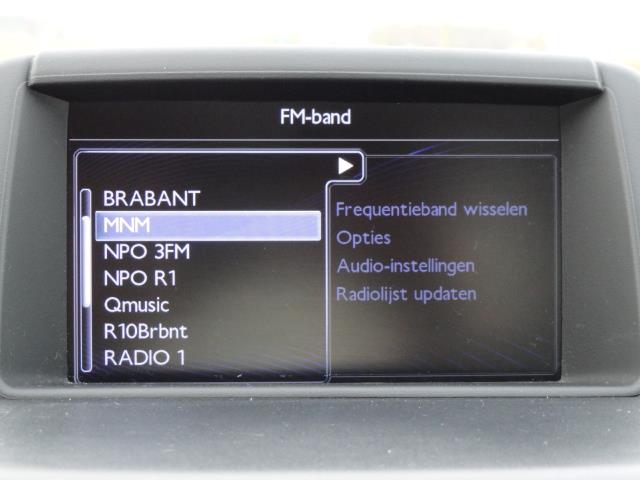 FM-band
BRABANT
MNM
NPO 3FM
NPO R1
Qmusic
R10Brbnt
RADIO 1
Frequentieband wisselen
Opties
Audio-instellingen
Radiolijst updaten